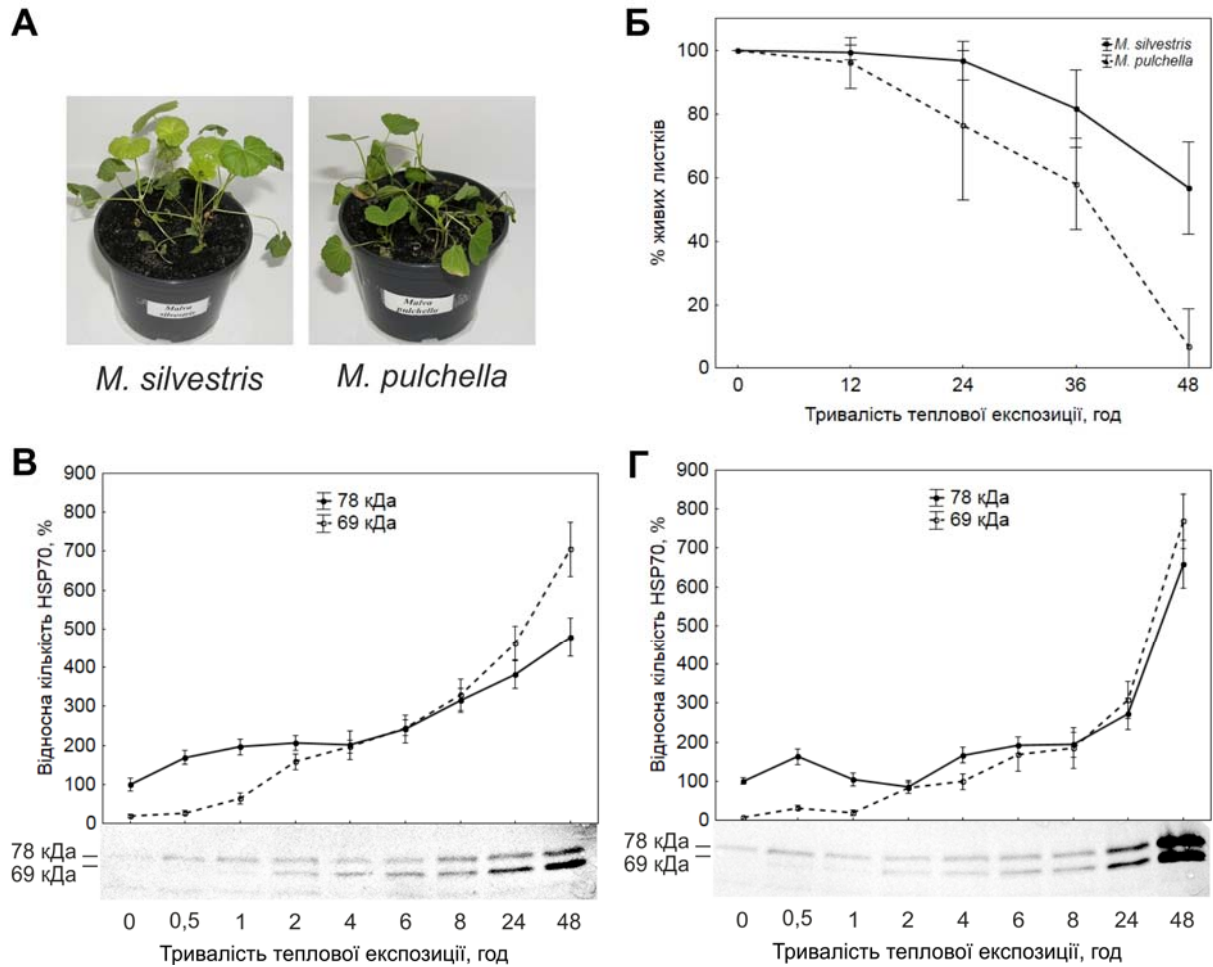 А
Malva
silvestris
Malva
pulchella
M. silvestris
M. pulchella
Б
% живих листків
100
80
60
40
20
0
M. silvestris
M. pulchella
0 12 24 36 48
Тривалість теплової експозиції, год
В
Відносна кількість HSP70, %
900
800
700
600
500
400
300
200
100
0
78 кДа
69 кДа
78 кДа
69 кДа
0 0,5 1 2 4 6 8 24 48
Тривалість теплової експозиції, год
Г
Відносна кількість HSP70, %
900
800
700
600
500
400
300
200
100
0
78 кДа
69 кДа
78 кДа
69 кДа
0 0,5 1 2 4 6 8 24 48
Тривалість теплової експозиції, год